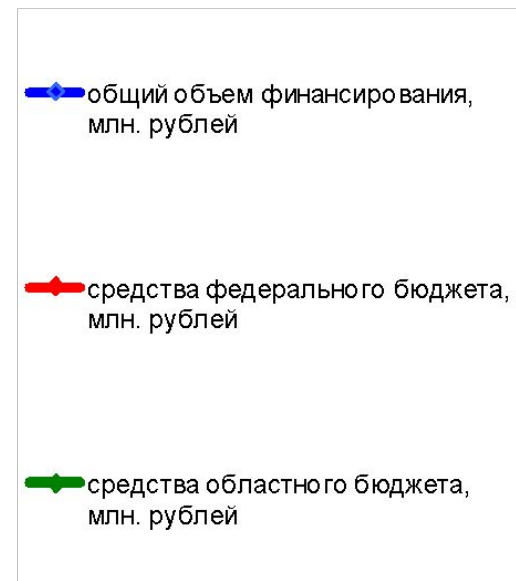 общий объем финансирования,
млн. рублей
средства федерального бюджета,
млн. рублей
средства областного бюджета,
млн. рублей